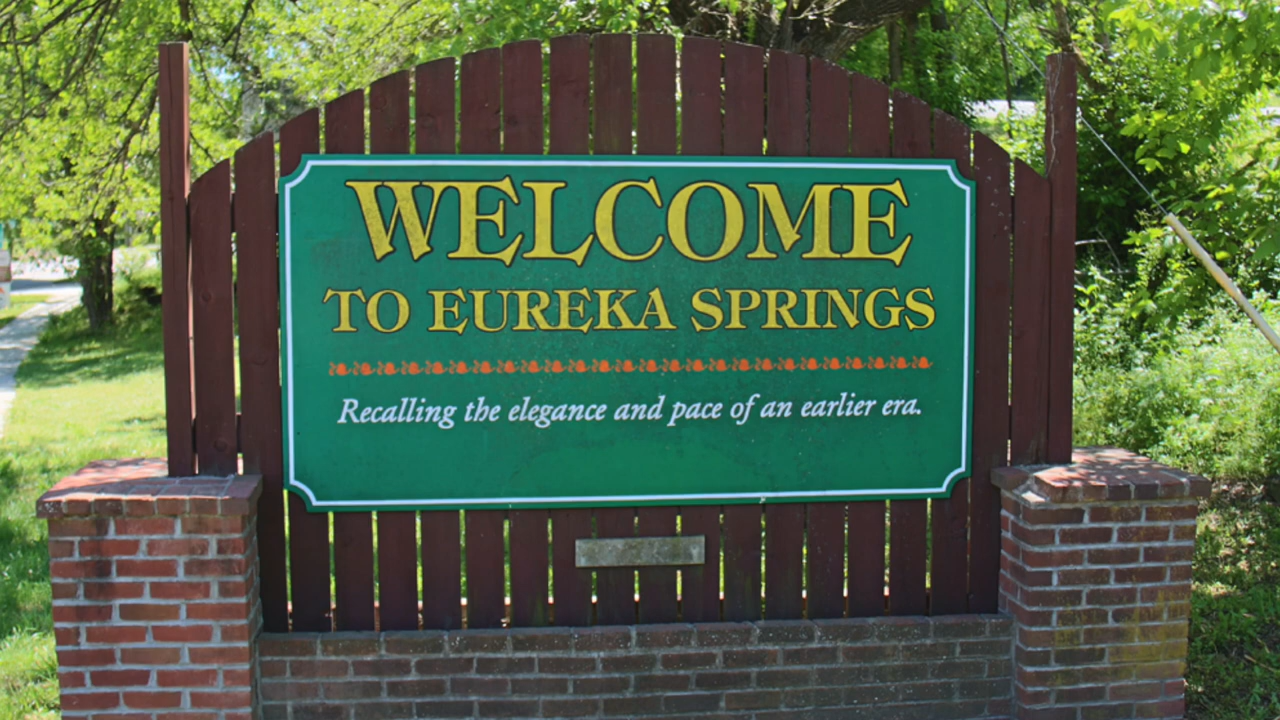 WELCOME
TO EUREKA SPRINGS
Recalling the elegance and pace of an earlier era.